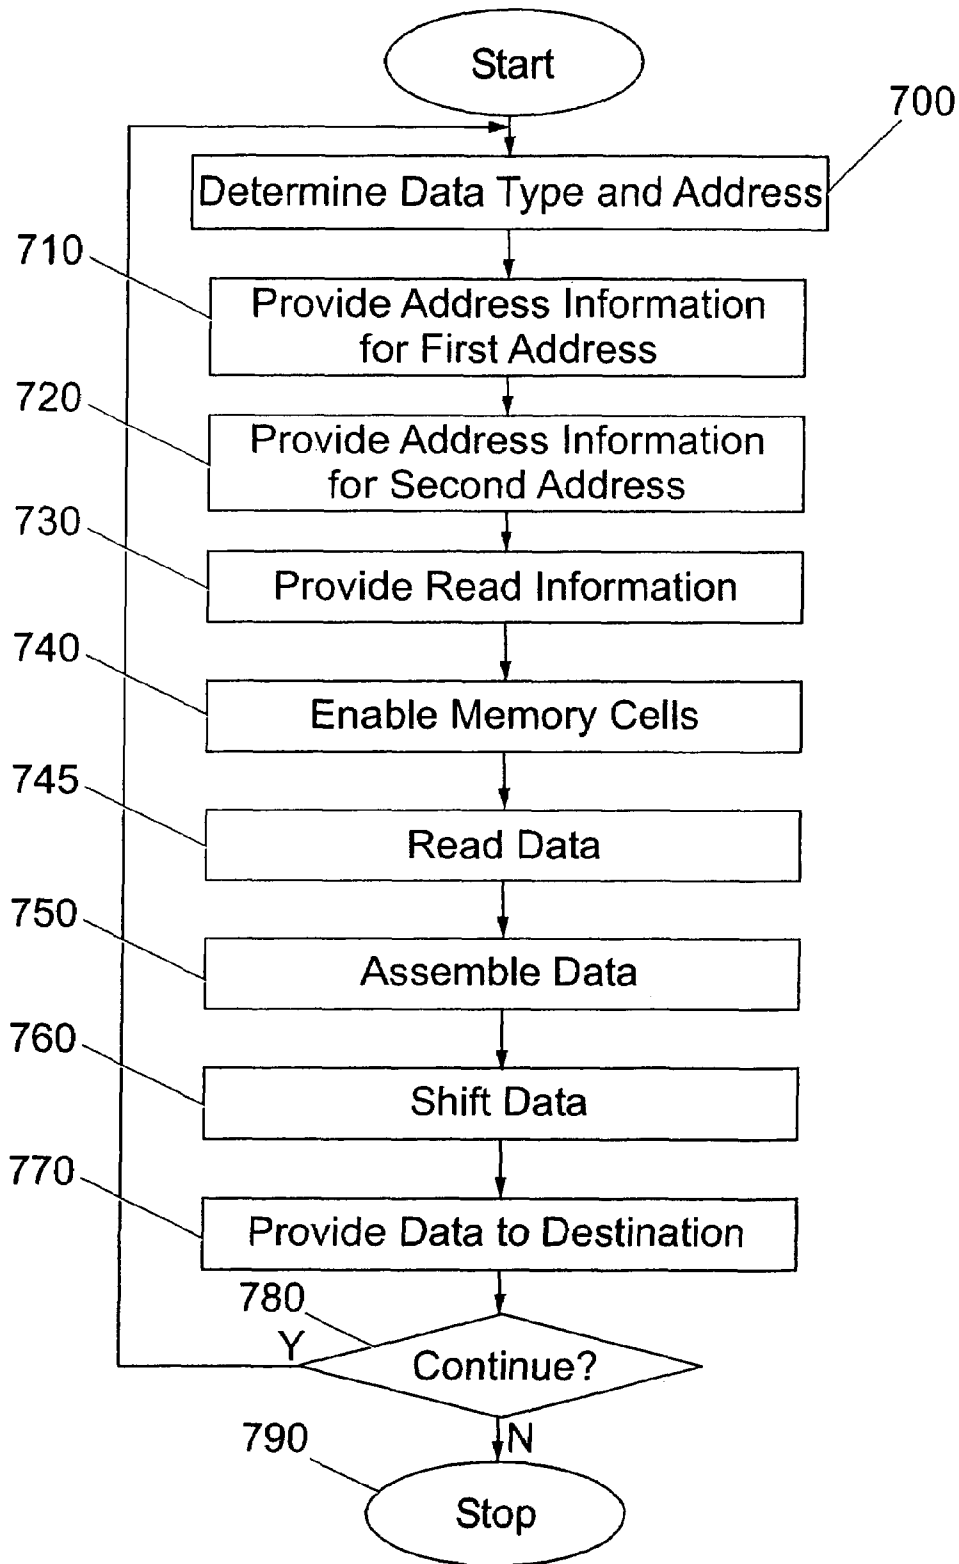 Start
700
Determine Data Type and Address
710
Provide Address Information
for First Address
720
Provide Address Information
for Second Address
730
Provide Read Information
740
Enable Memory Cells
745
Read Data
750
Assemble Data
760
Shift Data
770
Provide Data to Destination
780
Y
Continue?
N
790
Stop